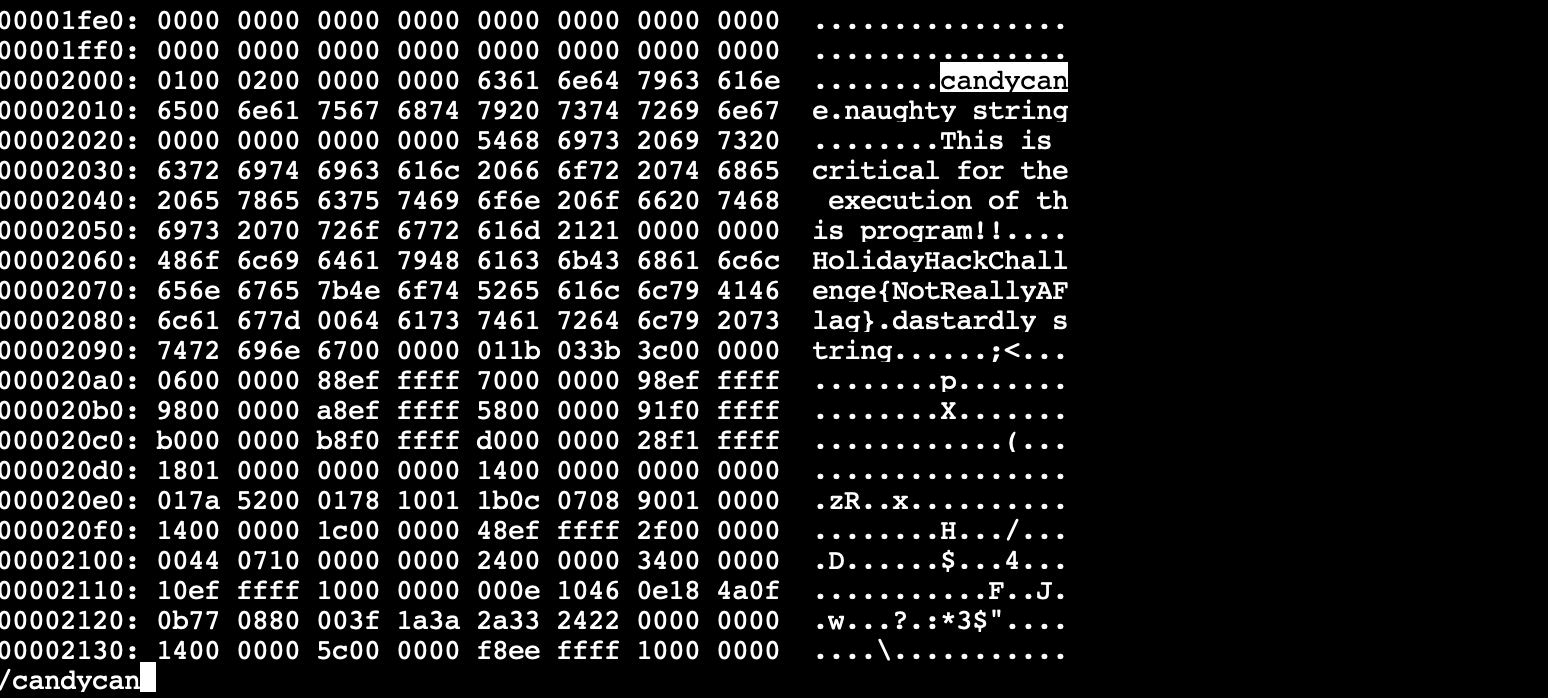 00001fe0: 0000 0000 0000 0000 0000 0000 0000 0000  ................
00001ff0: 0000 0000 0000 0000 0000 0000 0000 0000  ................
00002000: 0100 0200 0000 0000 6361 6e64 7963 616e  ........candycan
00002010: 6500 6e61 7567 6874 7920 7374 7269 6e67  e.naughty string
00002020: 0000 0000 0000 0000 5468 6973 2069 7320  ........This is 
00002030: 6372 6974 6963 616c 2066 6f72 2074 6865  critical for the
00002040: 2065 7865 6375 7469 6f6e 206f 6620 7468   execution of th
00002050: 6973 2070 726f 6772 616d 2121 0000 0000  is program!!....
00002060: 486f 6c69 6461 7948 6163 6b43 6861 6c6c  HolidayHackChall
00002070: 656e 6765 7b4e 6f74 5265 616c 6c79 4146  enge{NotReallyAF
00002080: 6c61 677d 0064 6173 7461 7264 6c79 2073  lag}.dastardly s
00002090: 7472 696e 6700 0000 011b 033b 3c00 0000  tring......;<...
000020a0: 0600 0000 88ef ffff 7000 0000 98ef ffff  ........p.......
000020b0: 9800 0000 a8ef ffff 5800 0000 91f0 ffff  ........X.......
000020c0: b000 0000 b8f0 ffff d000 0000 28f1 ffff  ............(...
000020d0: 1801 0000 0000 0000 1400 0000 0000 0000  ................
000020e0: 017a 5200 0178 1001 1b0c 0708 9001 0000  .zR..x..........
000020f0: 1400 0000 1c00 0000 48ef ffff 2f00 0000  ........H.../...
00002100: 0044 0710 0000 0000 2400 0000 3400 0000  .D......$...4...
00002110: 10ef ffff 1000 0000 000e 1046 0e18 4a0f  ...........F..J.
00002120: 0b77 0880 003f 1a3a 2a33 2422 0000 0000  .w...?.:*3$"....
00002130: 1400 0000 5c00 0000 f8ee ffff 1000 0000  ....\...........
/candycan